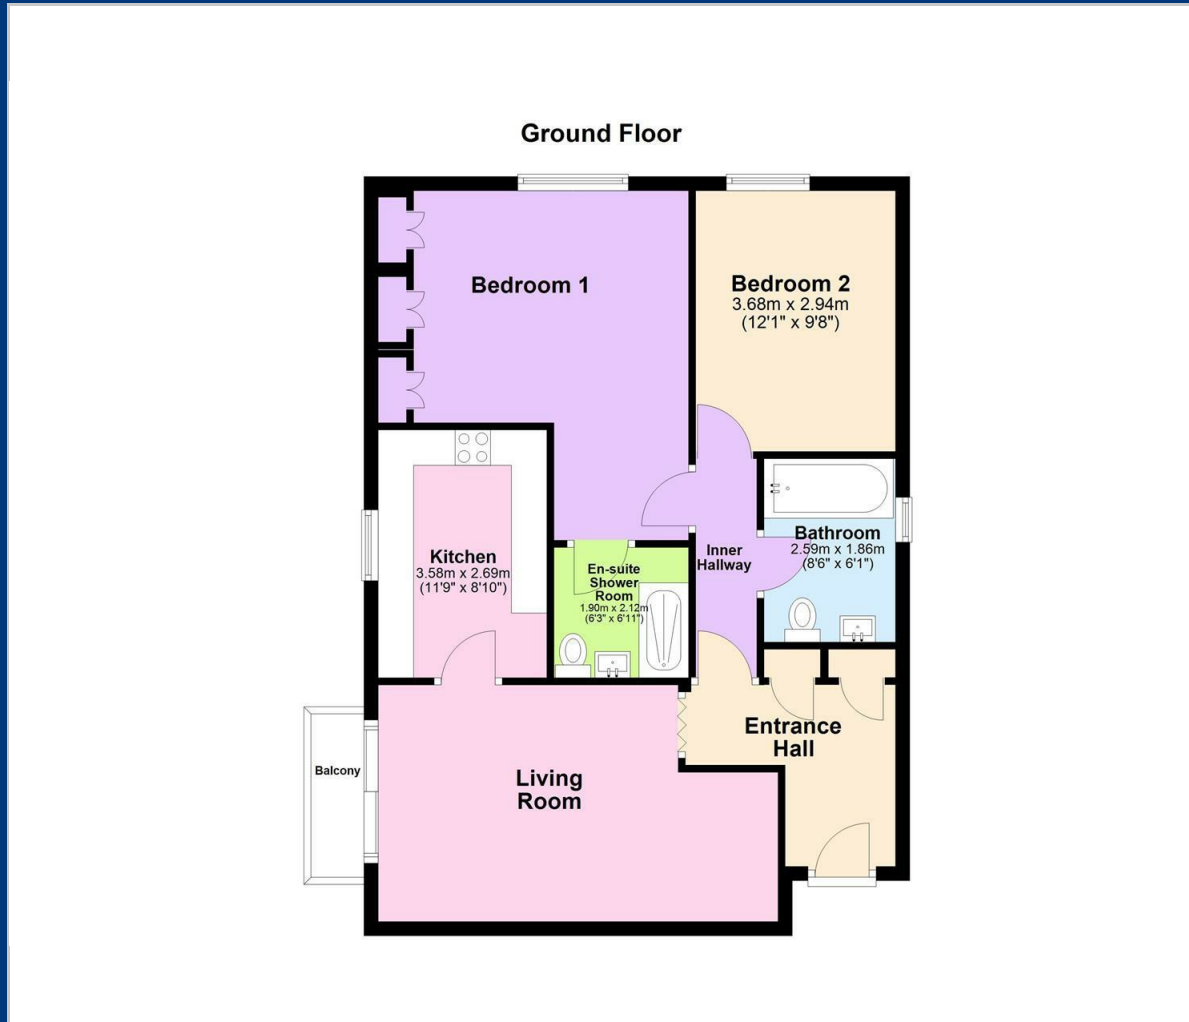 Ground Floor
Bedroom 1
Bedroom 2
3.68m x 2.94m
(12'1" x 9'8")
Kitchen
3.58m x 2.69m
(11'9" x 8'10")
En-suite
Shower
Room
1.90m x 2.12m
(6'3" x 6'11")
Inner
Hallway
Bathroom
2.59m x 1.86m
(8'6" x 6'1")
Balcony
Living
Room
Entrance
Hall